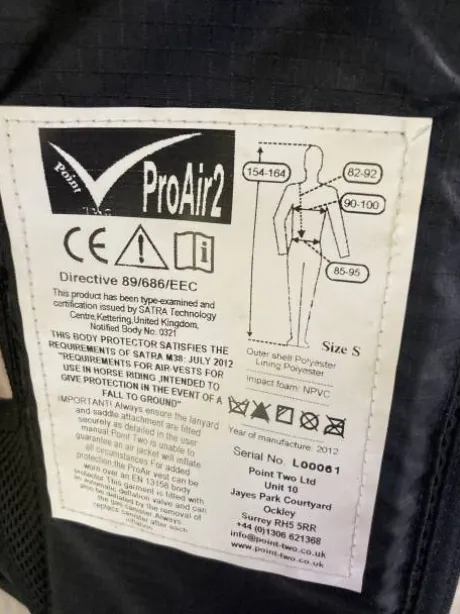 Point
ProAir2
CE
Directive 89/686/EEC
This product has been type-examined and
certification issued by SATRA Technology
Centre,Kettering,United Kingdom,
Notified Body No. 0321
THIS BODY PROTECTOR SATISFIES THE
REQUIREMENTS OF SATRA M38: JULY 2012
"REQUIREMENTS FOR AIR VESTS FOR
USE IN HORSE RIDING ,INTENDED TO
GIVE PROTECTION IN THE EVENT OF A
FALL TO GROUND"
IMPORTANT! Always ensure the lanyard
and saddle attachment are fitted
securely as detailed in the user
manual Point Two is unable to
guarantee an air jacket will inflate
all circumstances For added
protection the ProAir vest can be
worn over an EN 13158 body
protector This garment is fitted with
an automatic deflation valve and can
also be deflated by the removal of
the gas canister Always
replace canister after each
inflation
154-164
82-92
90-100
85-95
Size S
Outer shell Polyester
Lining Polyester
Impact foam: NPVC
Year of manufacture: 2012
Serial No. L00061
Point Two Ltd
Unit 10
Jayes Park Courtyard
Ockley
Surrey RH5 5RR
+44 (0)1306 621368
info@point-two.co.uk
www.point-two.co.uk